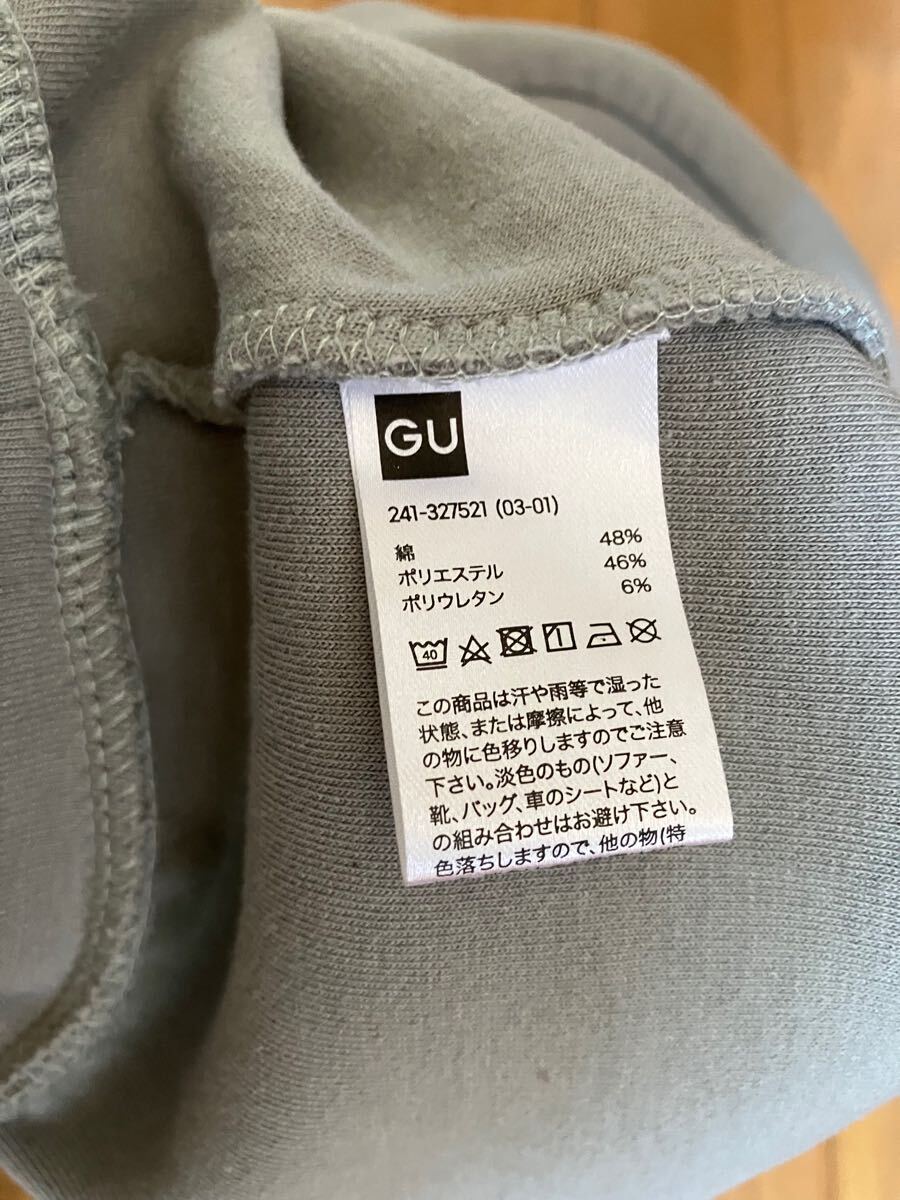 GU
241-327521 (03-01)
綿 48%
ポリエステル 46%
ポリウレタン 6%
40
この商品は汗や雨等で湿った
状態、または摩擦によって、他
の物に色移りしますのでご注意
下さい。淡色のもの(ソファー、
靴、バッグ、車のシートなど)と
の組み合わせはお避け下さい。
色落ちしますので、他の物(特